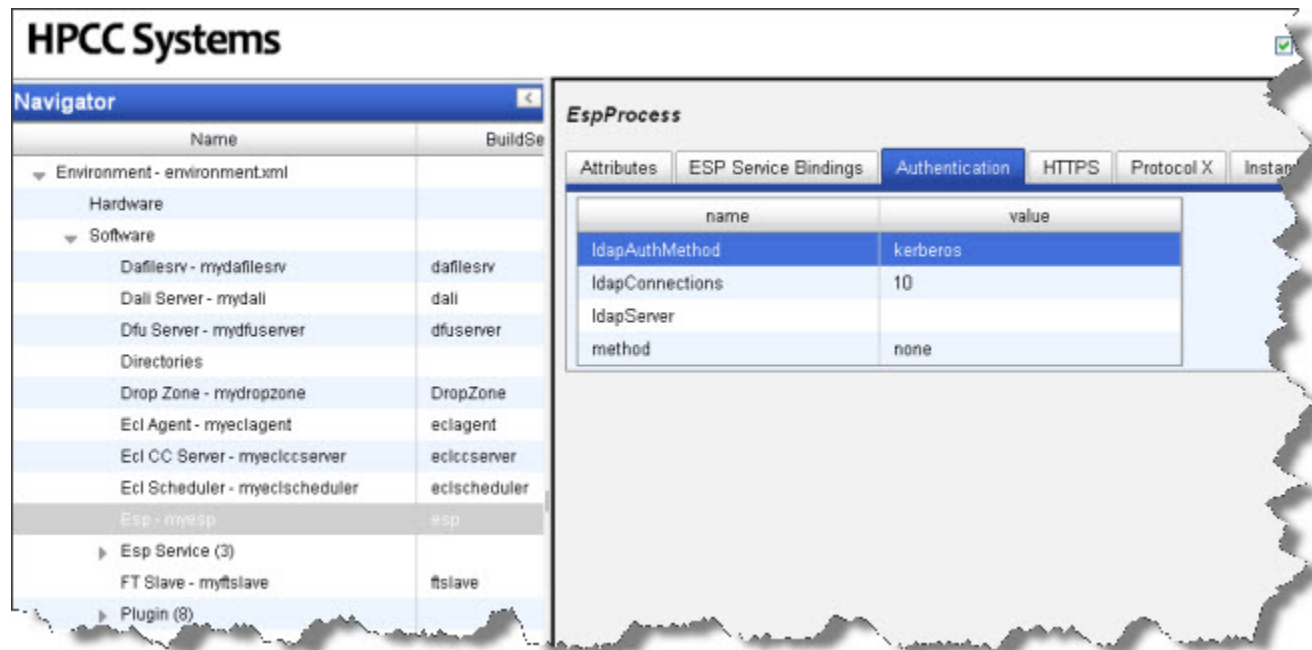 HPCC Systems
Navigator
Name BuildSe
Environment - environment.xml
Hardware
Software
Dafilesrv - mydafilesrv dafilesrv
Dali Server - mydali dali
Dfu Server - mydfuserver dfuserver
Directories
Drop Zone - mydropzone DropZone
Ecl Agent - myeclagent eclagent
Ecl CC Server - myeclccserver eclccserver
Ecl Scheduler - myeclscheduler eclscheduler
Esp - myesp esp
Esp Service (3)
FT Slave - myftslave ftslave
Plugin (8)
EspProcess
Attributes ESP Service Bindings Authentication HTTPS Protocol X Instan
name value
ldapAuthMethod kerberos
ldapConnections 10
ldapServer
method none